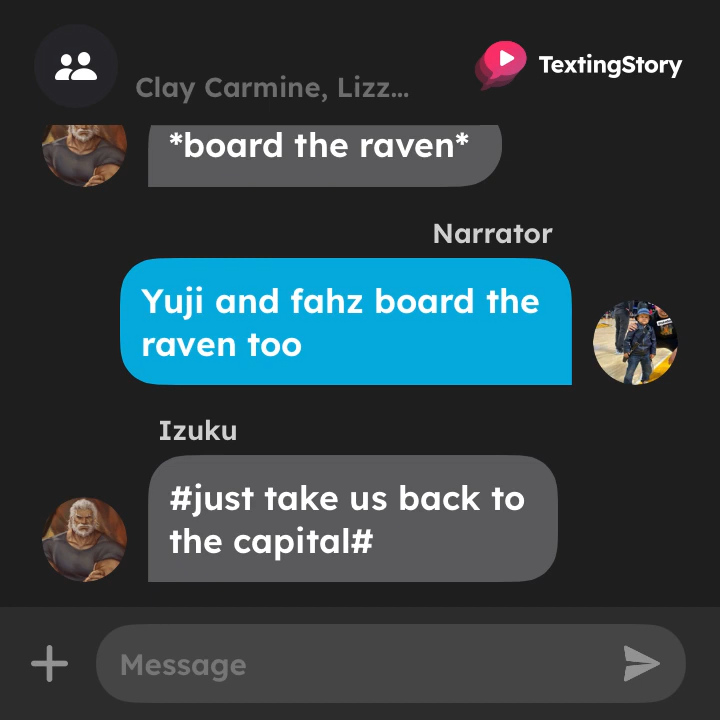 Clay Carmine, Lizz...
TextingStory
*board the raven*
Narrator
Yuji and fahz board the
raven too
Izuku
#just take us back to
the capital#
Message